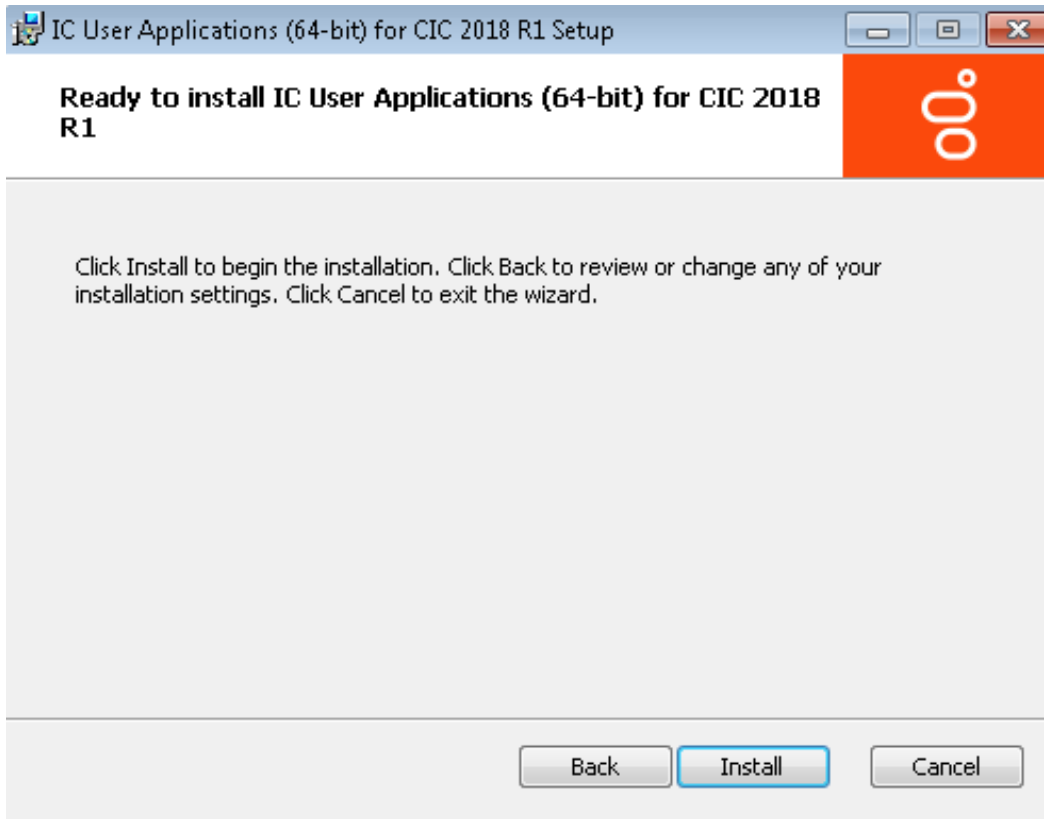 IC User Applications (64-bit) for CIC 2018 R1 Setup
Ready to install IC User Applications (64-bit) for CIC 2018
R1
Click Install to begin the installation. Click Back to review or change any of your
installation settings. Click Cancel to exit the wizard.
Back Install Cancel